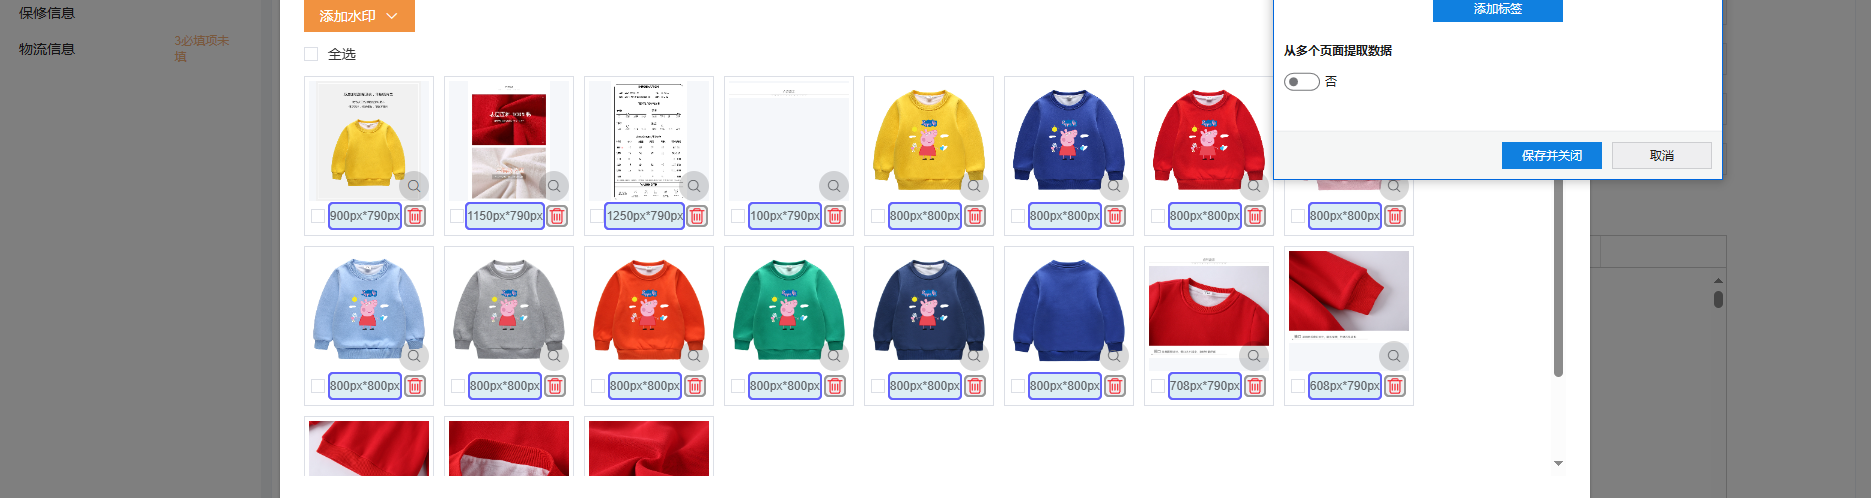 保修信息
物流信息
3必填项未
填
添加水印
全选
900px*790px
1150px*790px
1250px*790px
100px*790px
800px*800px
800px*800px
800px*800px
800px*800px
800px*800px
800px*800px
800px*800px
800px*800px
800px*800px
800px*800px
708px*790px
608px*790px
添加标签
从多个页面提取数据
否
保存并关闭
取消